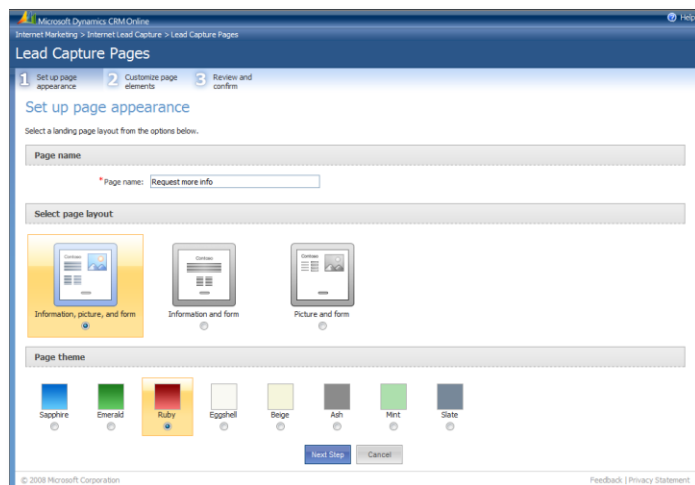 Microsoft Dynamics CRM Online
Help
Internet Marketing > Internet Lead Capture > Lead Capture Pages
Lead Capture Pages
1 Set up page appearance
2 Customize page elements
3 Review and confirm
Set up page appearance
Select a landing page layout from the options below.
Page name
*Page name: Request more info
Select page layout
Contoso Contoso Contoso
Information, picture, and form Information and form Picture and form
Page theme
Sapphire Emerald Ruby Eggshell Beige Ash Mint Slate
Next Step Cancel
© 2008 Microsoft Corporation
Feedback | Privacy Statement